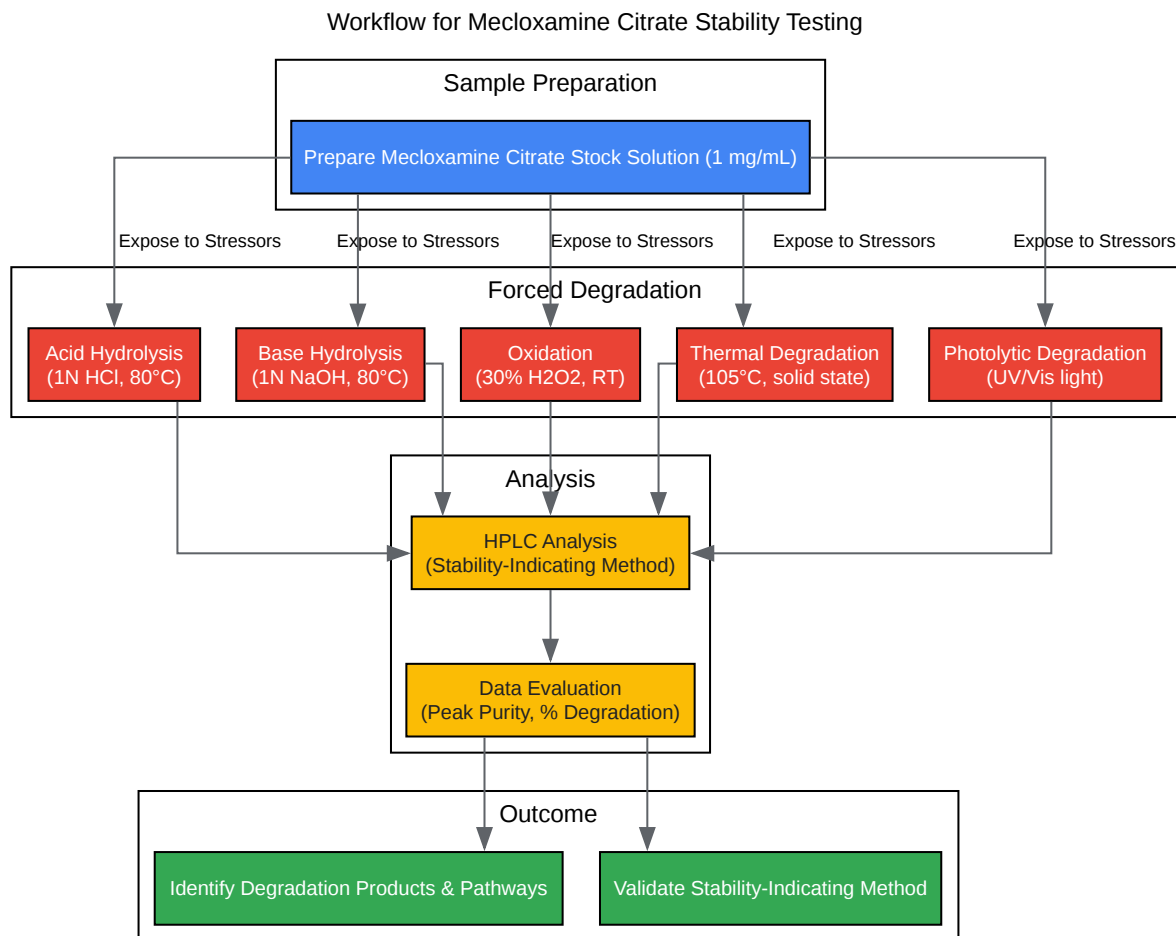 Workflow for Mecloxamine Citrate Stability Testing
Sample Preparation
Prepare Mecloxamine Citrate Stock Solution (1 mg/mL)
Expose to Stressors
Expose to Stressors
Expose to Stressors
Expose to Stressors
Expose to Stressors
Forced Degradation
Acid Hydrolysis
(1N HCl, 80°C)
Base Hydrolysis
(1N NaOH, 80°C)
Oxidation
(30% H2O2, RT)
Thermal Degradation
(105°C, solid state)
Photolytic Degradation
(UV/Vis light)
Analysis
HPLC Analysis
(Stability-Indicating Method)
Data Evaluation
(Peak Purity, % Degradation)
Outcome
Identify Degradation Products & Pathways
Validate Stability-Indicating Method